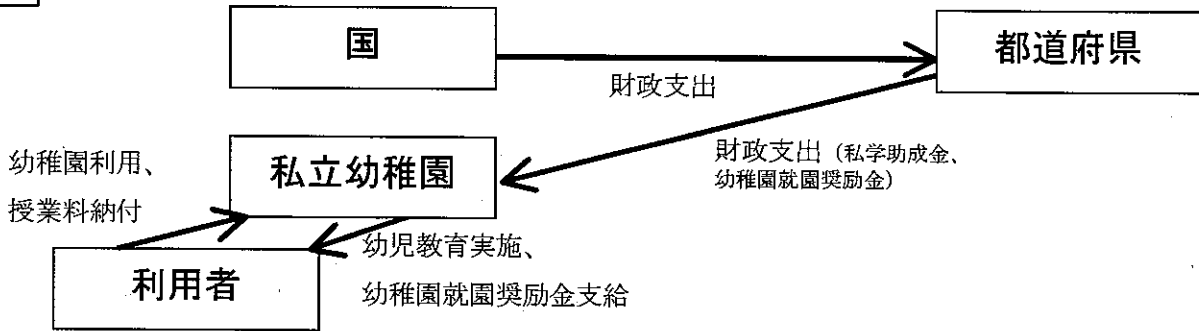 国
都道府県
財政支出
財政支出（私学助成金、
幼稚園就園奨励金）
幼稚園利用、
授業料納付
私立幼稚園
幼児教育実施、
幼稚園就園奨励金支給
利用者